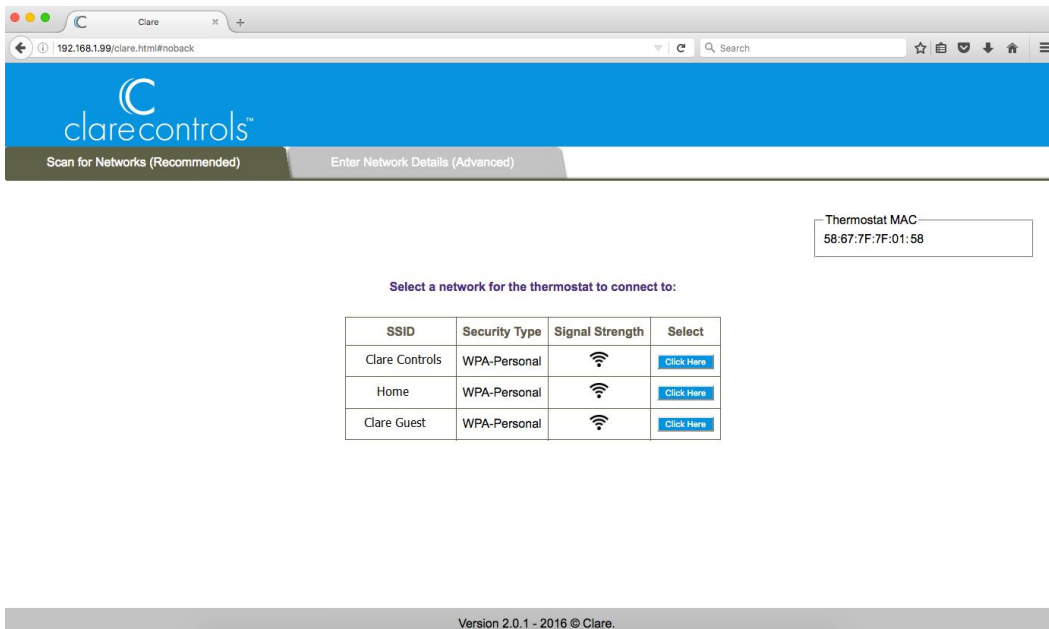 Clare
192.168.1.99/clare.html#noback
Search
clarecontrols™
Scan for Networks (Recommended) Enter Network Details (Advanced)
Thermostat MAC
58:67:7F:7F:01:58
Select a network for the thermostat to connect to:
SSID Security Type Signal Strength Select
Clare Controls WPA-Personal Click Here
Home WPA-Personal Click Here
Clare Guest WPA-Personal Click Here
Version 2.0.1 - 2016 © Clare.